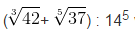 (∛42 + ⁵√37) : 14⁵ ·